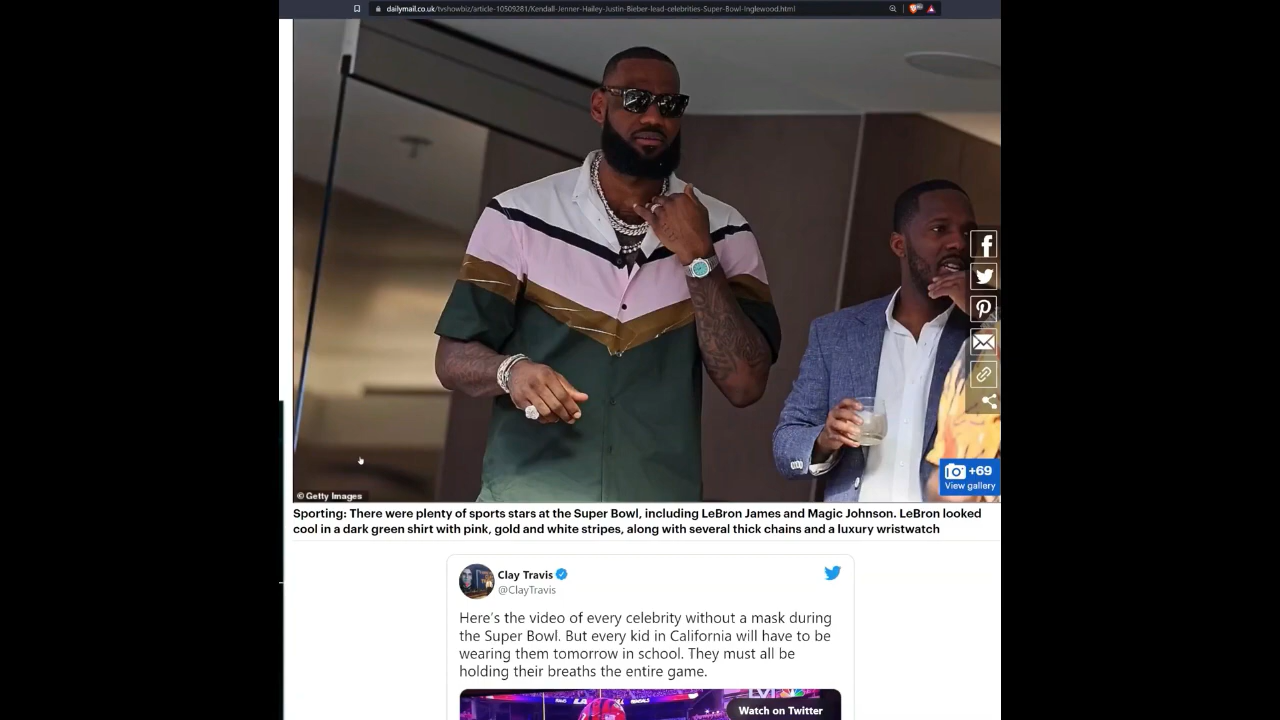 dailymail.co.uk/tvshowbiz/article-10509281/Kendall-Jenner-Hailey-Justin-Bieber-lead-celebrities-Super-Bowl-Inglewood.html
+69
View gallery
© Getty Images
Sporting: There were plenty of sports stars at the Super Bowl, including LeBron James and Magic Johnson. LeBron looked
cool in a dark green shirt with pink, gold and white stripes, along with several thick chains and a luxury wristwatch
Clay Travis
@ClayTravis
Here's the video of every celebrity without a mask during
the Super Bowl. But every kid in California will have to be
wearing them tomorrow in school. They must all be
holding their breaths the entire game.
LVI
Watch on Twitter